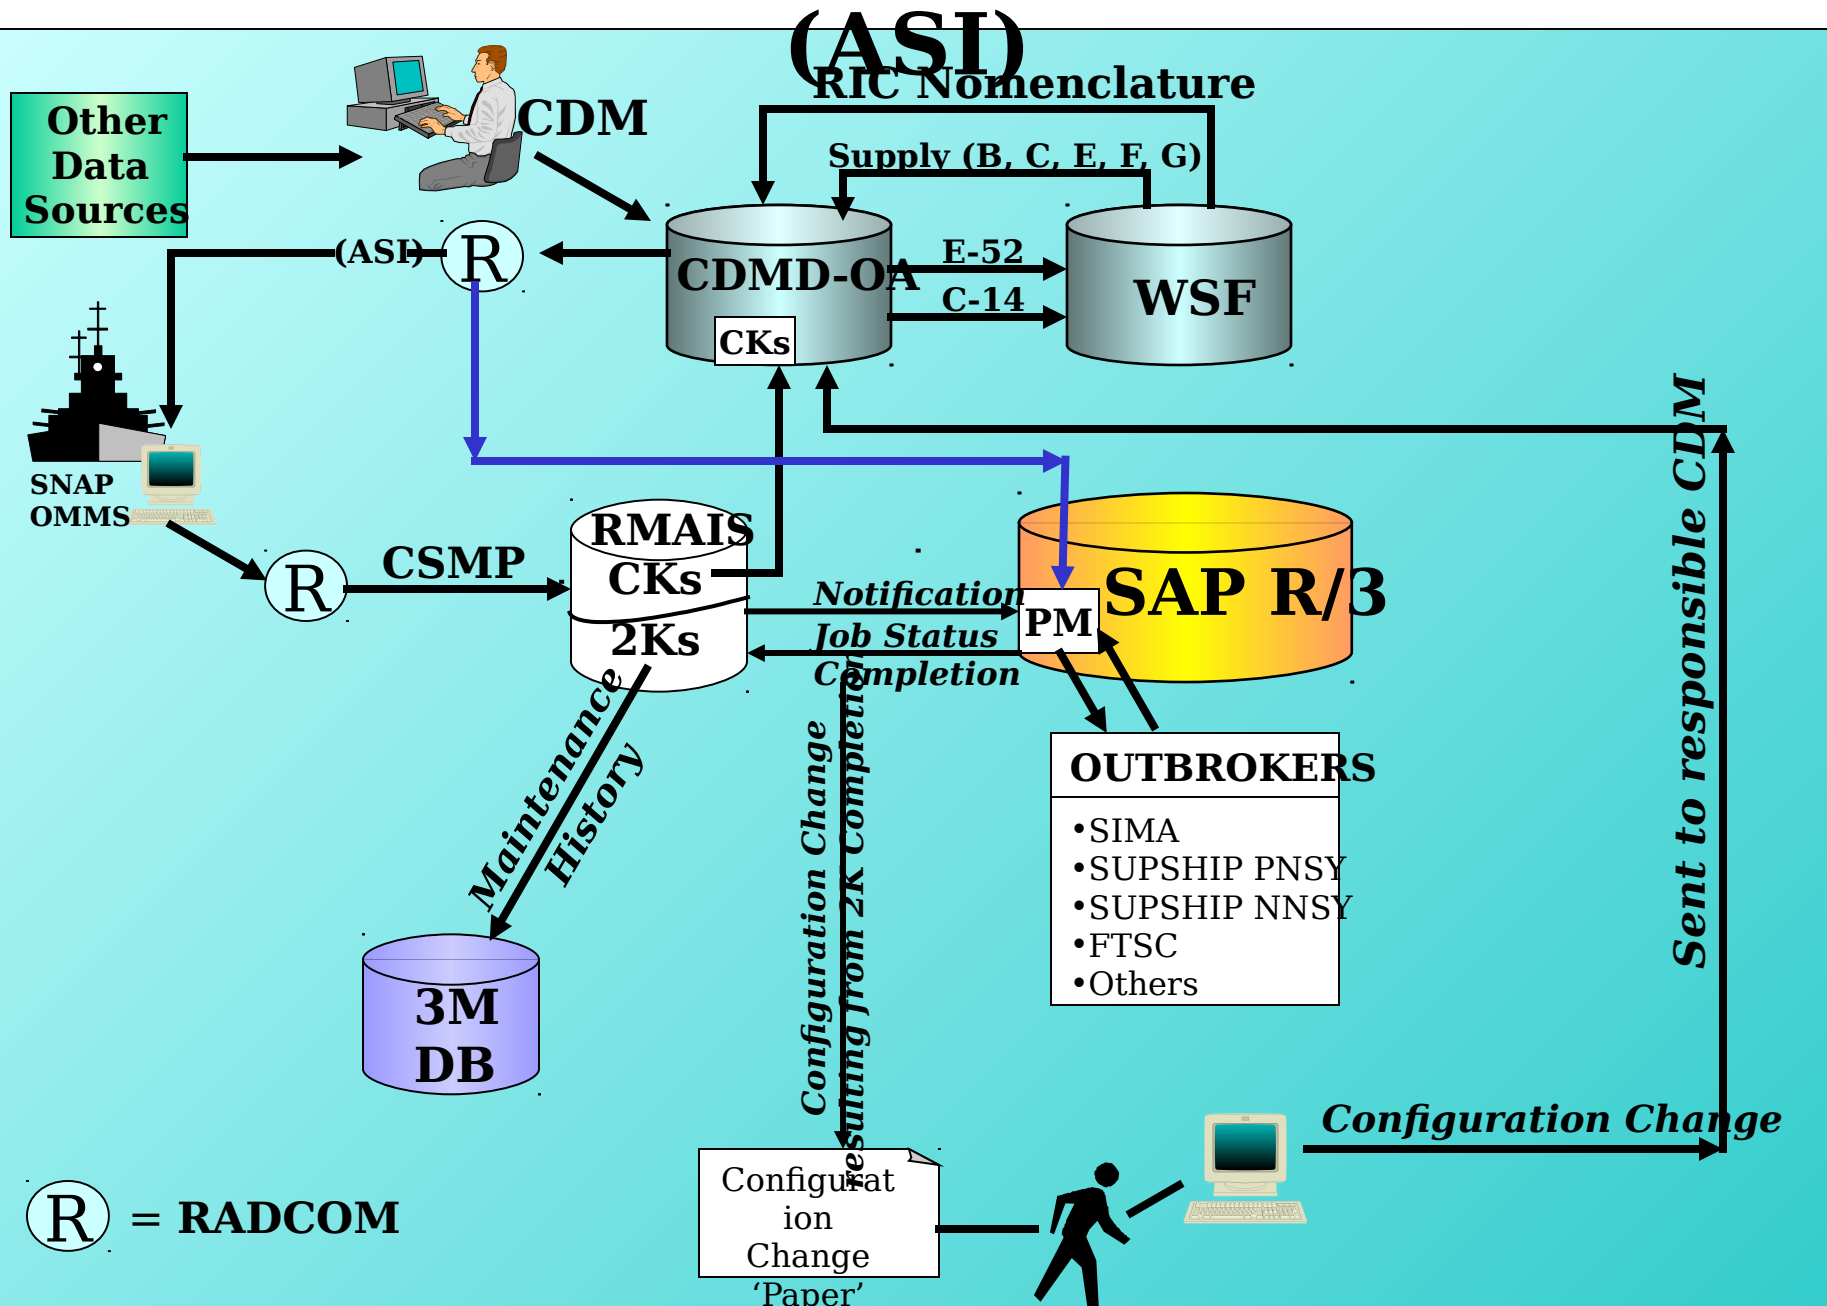 (ASI)
RIC Nomenclature
Other
Data
Sources
CDM
Supply (B, C, E, F, G)
(ASI)
R
CDMD-OA
CKs
E-52
C-14
WSF
SNAP
OMMS
R
CSMP
RMAIS
CKs
2Ks
Notification
Job Status
Completion
PM
SAP R/3
Sent to responsible CDM
Maintenance
History
Configuration Change
resulting from 2K Completion
OUTBROKERS
•SIMA
•SUPSHIP PNSY
•SUPSHIP NNSY
•FTSC
•Others
3M
DB
Configuration Change
R = RADCOM
Configurat
ion
Change
‘Paper’